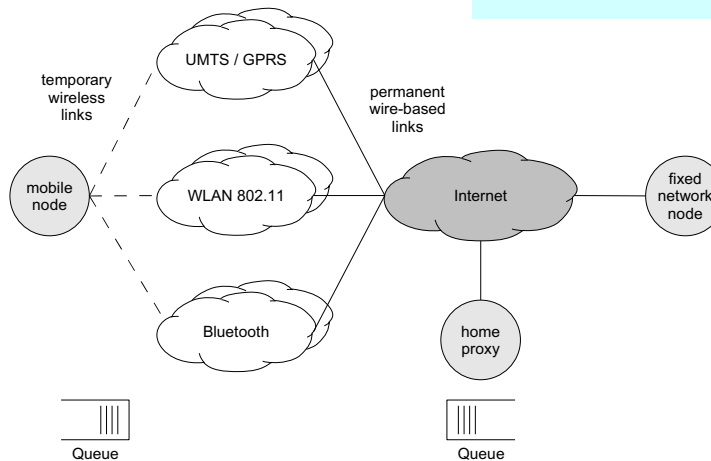 UMTS / GPRS
temporary
wireless
links
permanent
wire-based
links
mobile
node
WLAN 802.11
Internet
fixed
network
node
Bluetooth
home
proxy
Queue
Queue